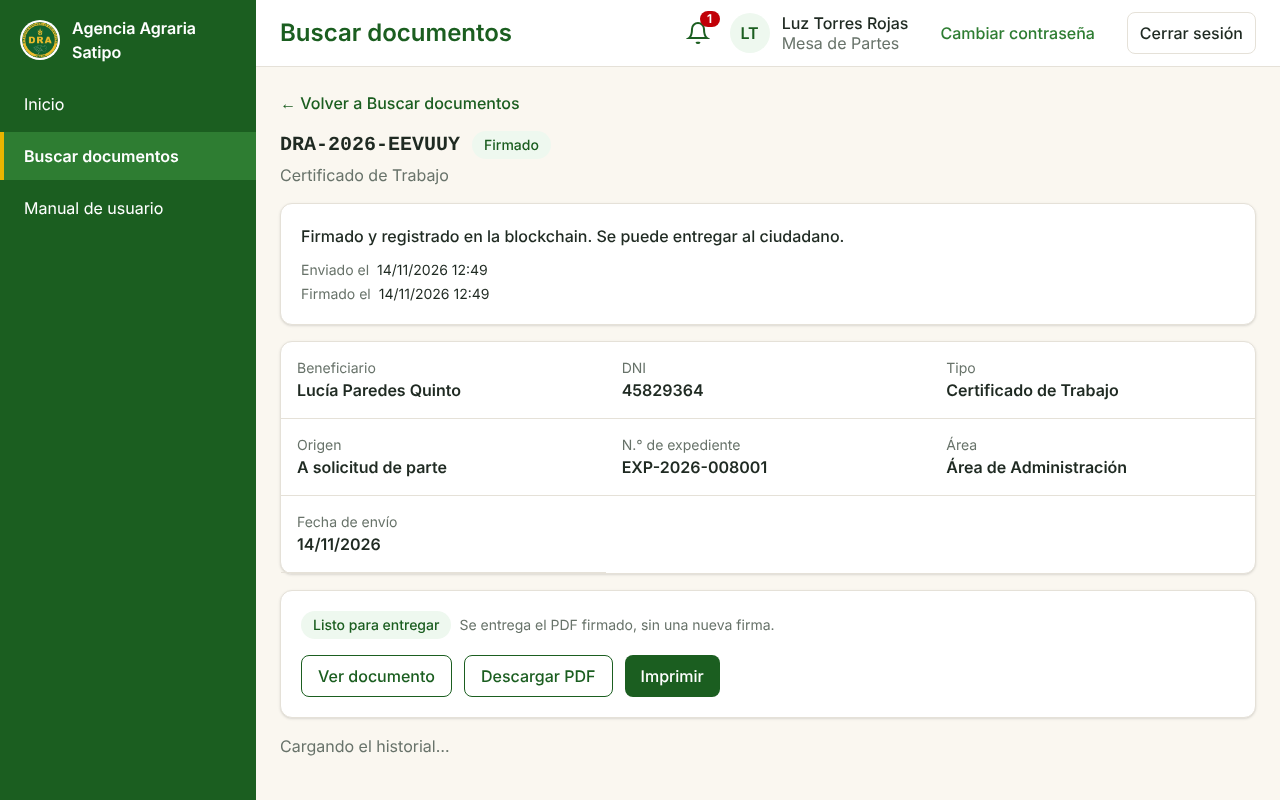 DRA
Agencia Agraria
Satipo
Inicio
Buscar documentos
Manual de usuario
Buscar documentos
1
LT
Luz Torres Rojas
Mesa de Partes
Cambiar contraseña
Cerrar sesión
← Volver a Buscar documentos
DRA-2026-EEVUUY
Firmado
Certificado de Trabajo
Firmado y registrado en la blockchain. Se puede entregar al ciudadano.
Enviado el 14/11/2026 12:49
Firmado el 14/11/2026 12:49
Beneficiario
Lucía Paredes Quinto
DNI
45829364
Tipo
Certificado de Trabajo
Origen
A solicitud de parte
N.° de expediente
EXP-2026-008001
Área
Área de Administración
Fecha de envío
14/11/2026
Listo para entregar
Se entrega el PDF firmado, sin una nueva firma.
Ver documento
Descargar PDF
Imprimir
Cargando el historial…